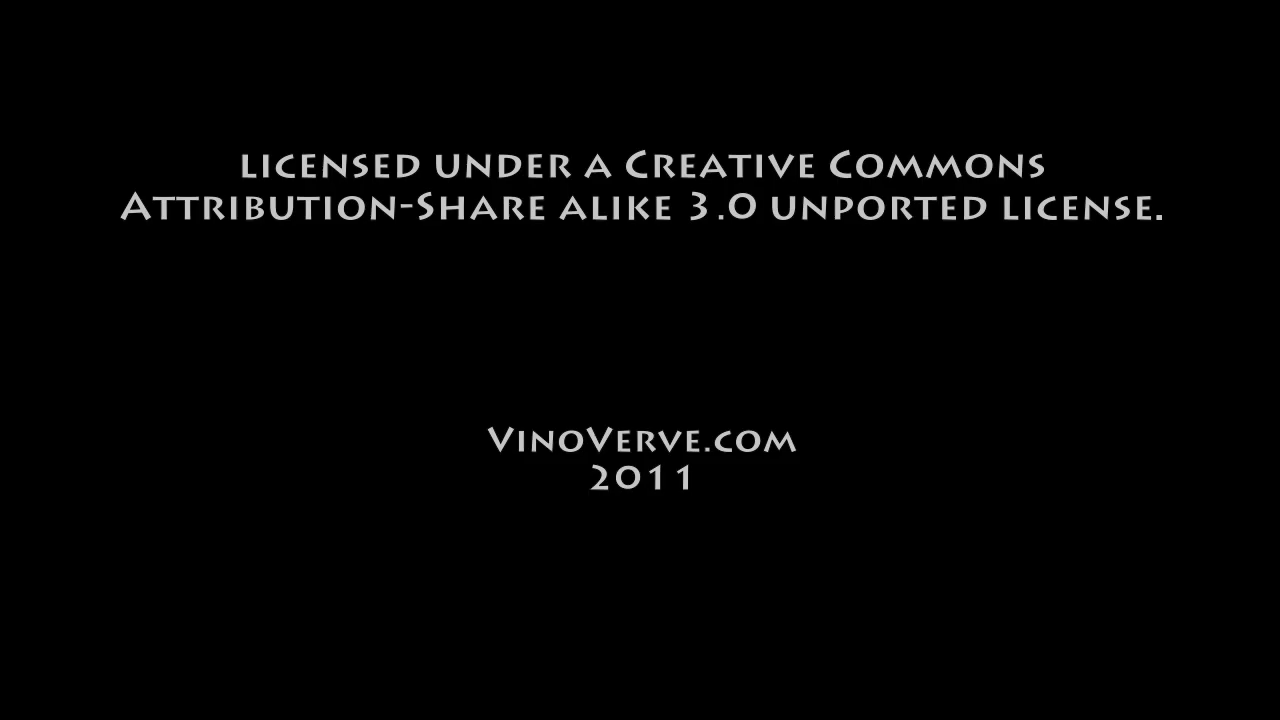 licensed under a Creative Commons
Attribution-Share alike 3.0 unported license.
VinoVerve.com
2011